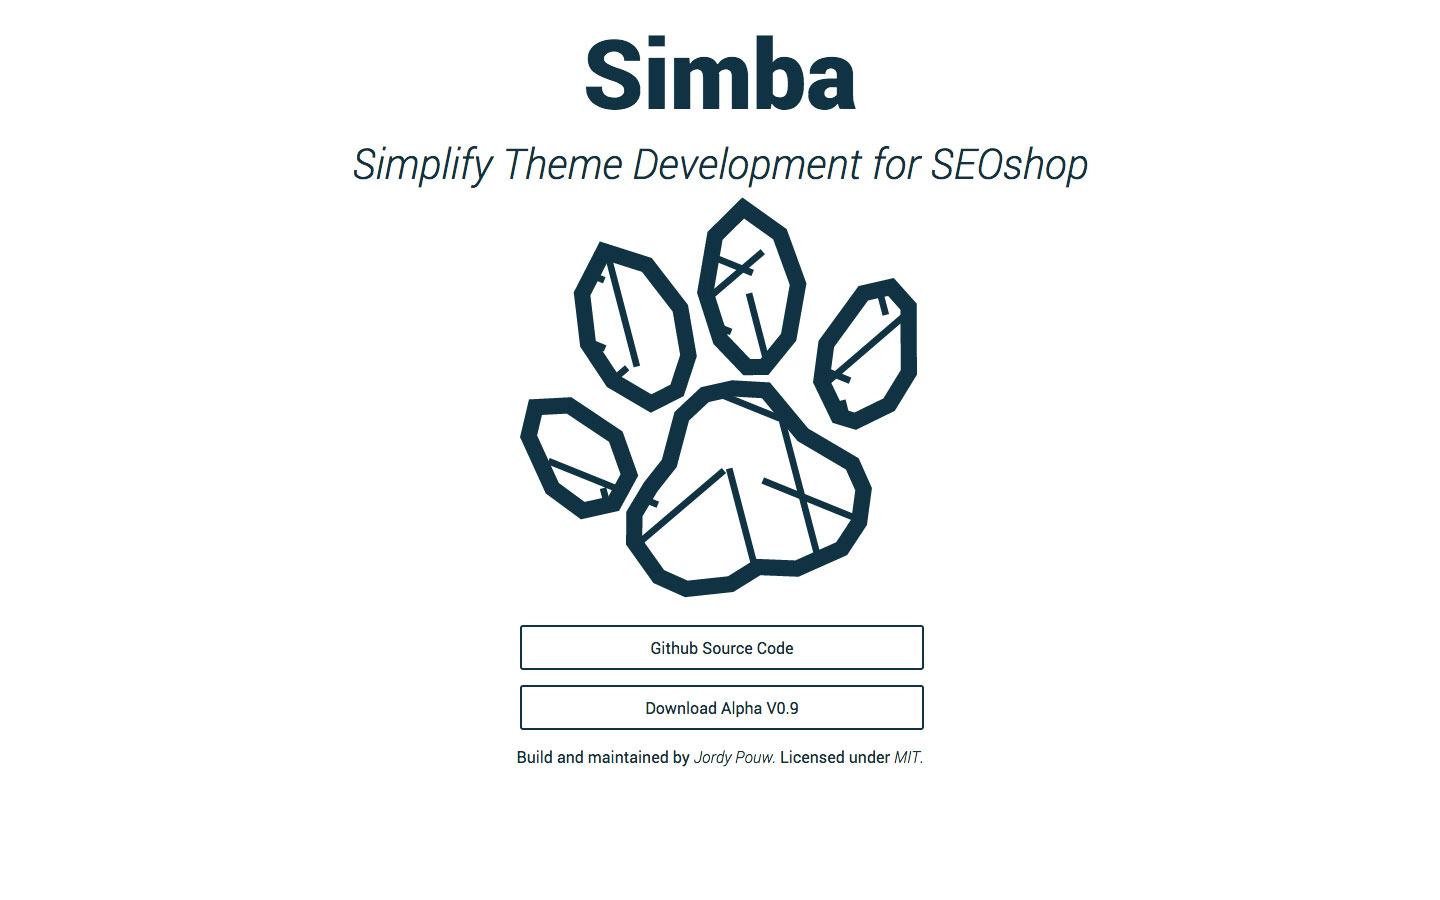 Simba
Simplify Theme Development for SEOshop
Github Source Code
Download Alpha V0.9
Build and maintained by Jordy Pouw. Licensed under MIT.